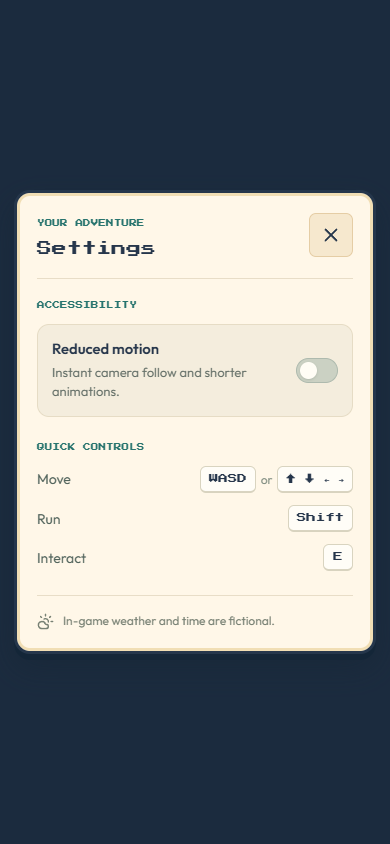 YOUR ADVENTURE
Settings
ACCESSIBILITY
Reduced motion
Instant camera follow and shorter
animations.
QUICK CONTROLS
Move WASD or ↑ ↓ ← →
Run Shift
Interact E
In-game weather and time are fictional.